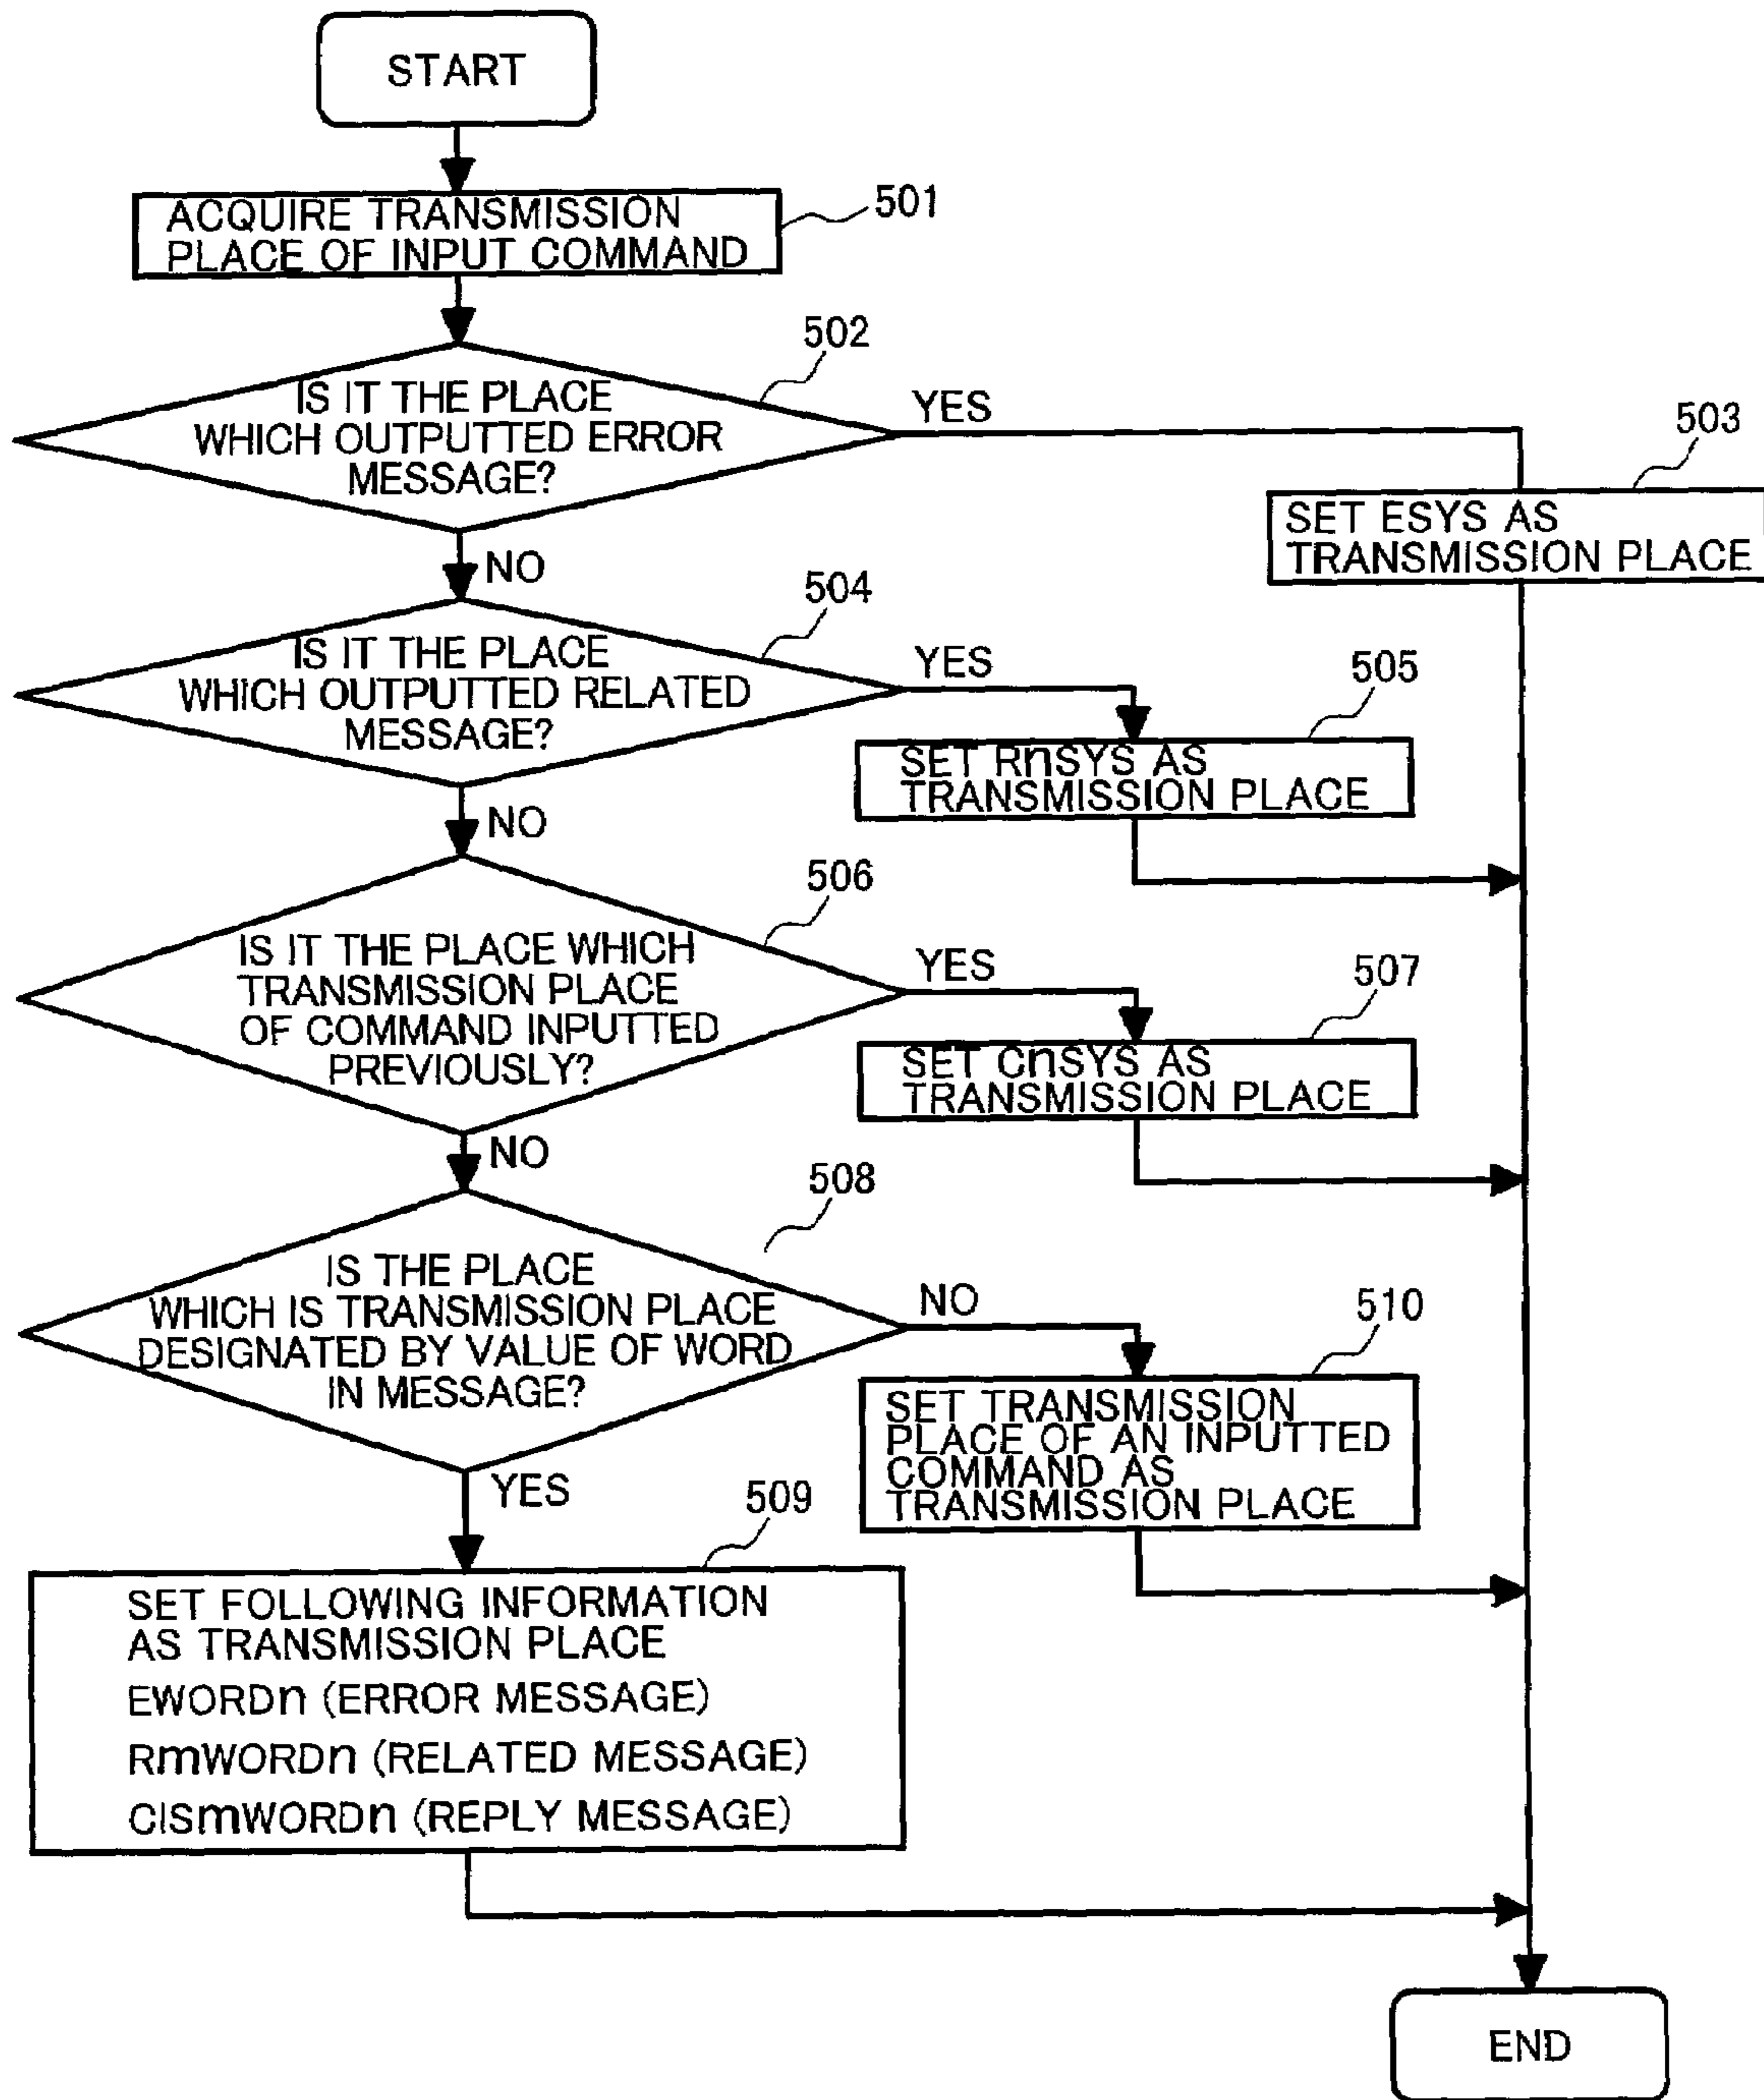 START
ACQUIRE TRANSMISSION
PLACE OF INPUT COMMAND
501
502
IS IT THE PLACE
WHICH OUTPUTTED ERROR
MESSAGE?
YES
503
SET ESYS AS
TRANSMISSION PLACE
NO
504
IS IT THE PLACE
WHICH OUTPUTTED RELATED
MESSAGE?
YES
505
SET RnSYS AS
TRANSMISSION PLACE
NO
506
IS IT THE PLACE WHICH
TRANSMISSION PLACE
OF COMMAND INPUTTED
PREVIOUSLY?
YES
507
SET CnSYS AS
TRANSMISSION PLACE
NO
508
IS THE PLACE
WHICH IS TRANSMISSION PLACE
DESIGNATED BY VALUE OF WORD
IN MESSAGE?
NO
510
SET TRANSMISSION
PLACE OF AN INPUTTED
COMMAND AS
TRANSMISSION PLACE
YES
509
SET FOLLOWING INFORMATION
AS TRANSMISSION PLACE
EWORDn (ERROR MESSAGE)
RmWORDn (RELATED MESSAGE)
CISmWORDn (REPLY MESSAGE)
END